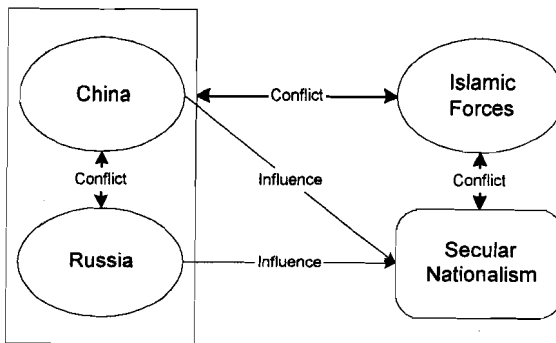 China
Conflict
Islamic
Forces
Conflict
Influence
Conflict
Russia
Influence
Secular
Nationalism